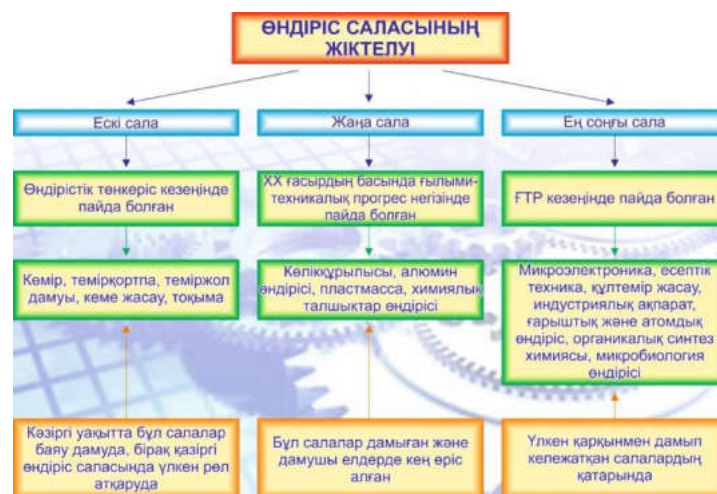 ӨНДІРІС САЛАСЫНЫҢ
ЖІКТЕЛУІ
Ескі сала
Жаңа сала
Ең соңғы сала
Өндірістік төнкеріс кезеңінде
пайда болған
ХХ ғасырдың басында ғылыми-
техникалық прогрес негізінде
пайда болған
ҒТР кезеңінде пайда болған
Көмір, темірқортпа, теміржол
дамуы, кеме жасау, тоқыма
Көлікқұрылысы, алюмин
өндірісі, пластмасса, химиялық
талшықтар өндірісі
Микроэлектроника, есептік
техника, құлтемір жасау,
индустриялық ақпарат,
ғарыштық және атомдық
өндіріс, органикалық синтез
химиясы, микробиология
өндірісі
Кәзіргі уақытта бұл салалар
баяу дамуда, бірақ қазіргі
өндіріс саласында үлкен рөл
атқаруда
Бұл салалар дамыған және
дамушы елдерде кең өріс
алған
Үлкен қарқынмен дамып
кележатқан салалардың
қатарында